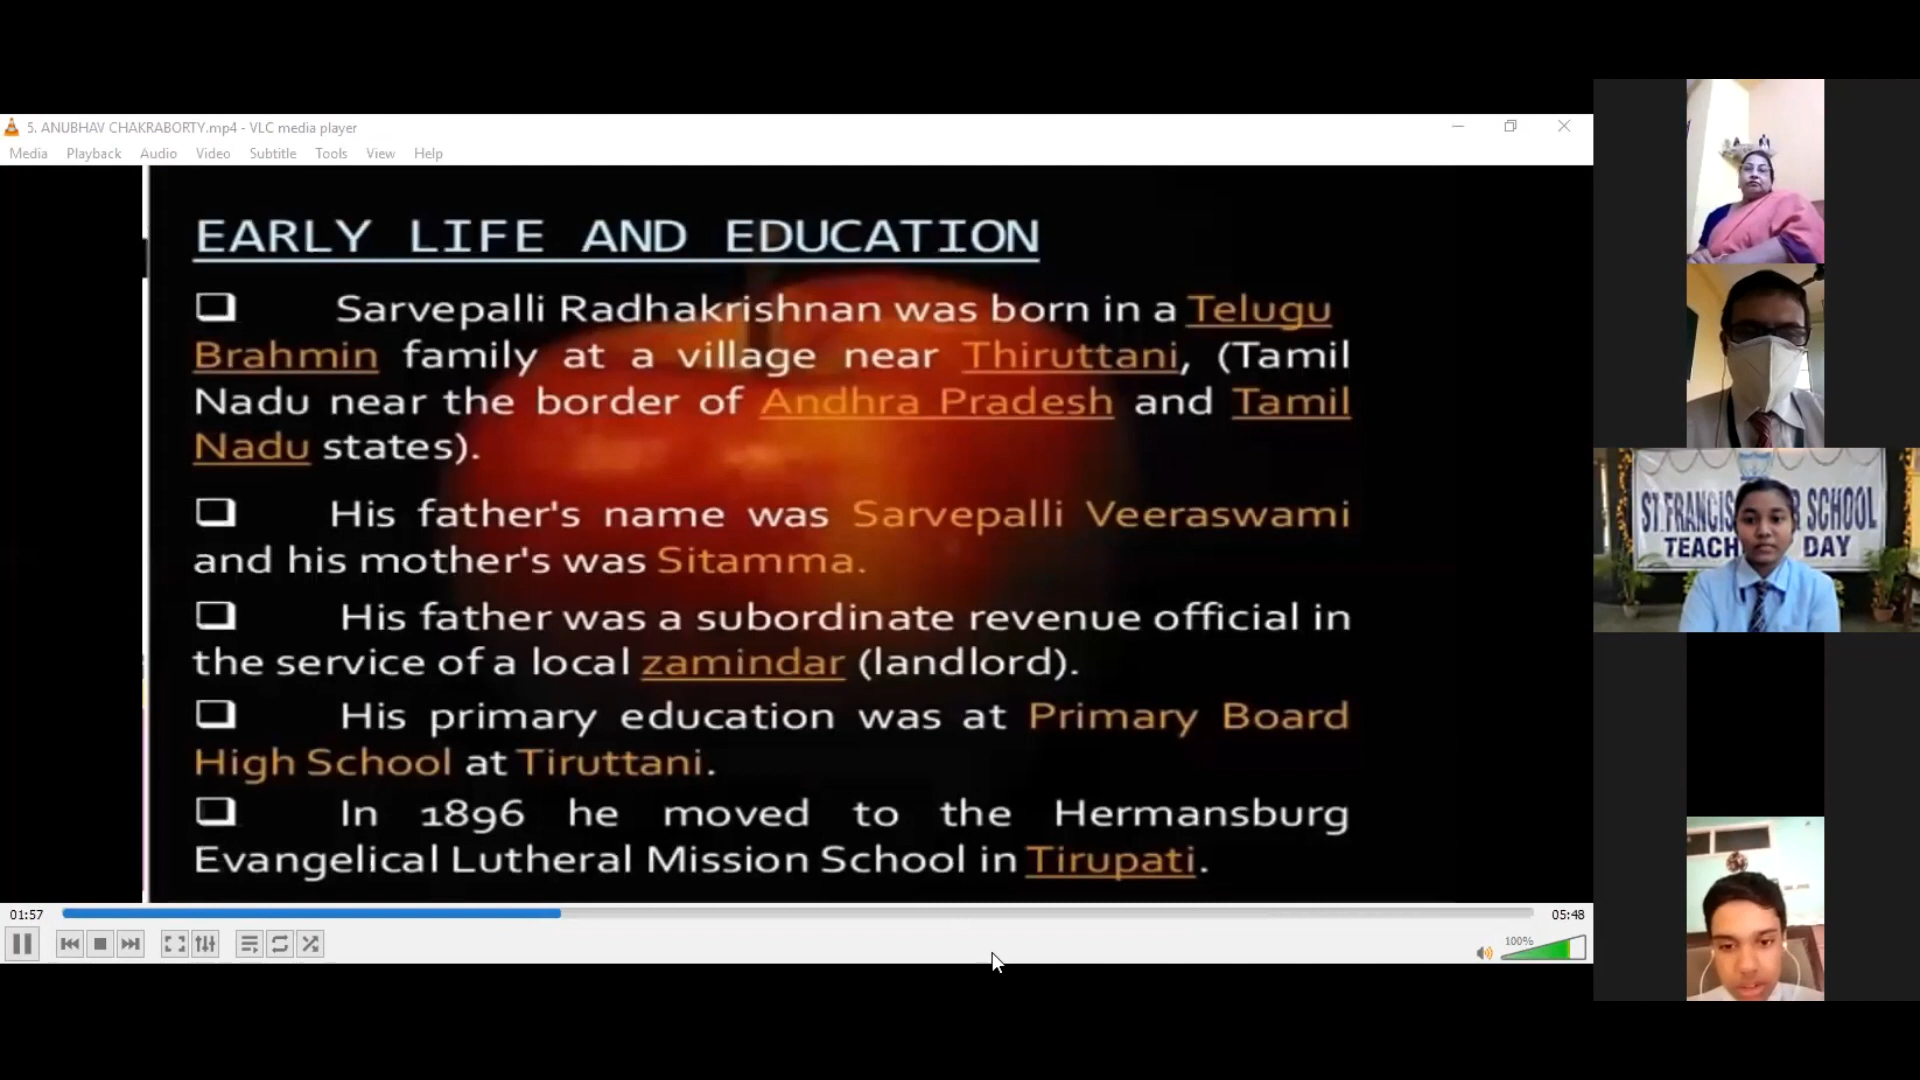 5. ANUBHAV CHAKRABORTY.mp4 - VLC media player
Media Playback Audio Video Subtitle Tools View Help
EARLY LIFE AND EDUCATION
❑ Sarvepalli Radhakrishnan was born in a Telugu
Brahmin family at a village near Thiruttani, (Tamil
Nadu near the border of Andhra Pradesh and Tamil
Nadu states).
❑ His father's name was Sarvepalli Veeraswami
and his mother's was Sitamma.
❑ His father was a subordinate revenue official in
the service of a local zamindar (landlord).
❑ His primary education was at Primary Board
High School at Tiruttani.
❑ In 1896 he moved to the Hermansburg
Evangelical Lutheral Mission School in Tirupati.
01:57
05:48
100%
ST FRANCIS R SCHOOL
TEACH DAY